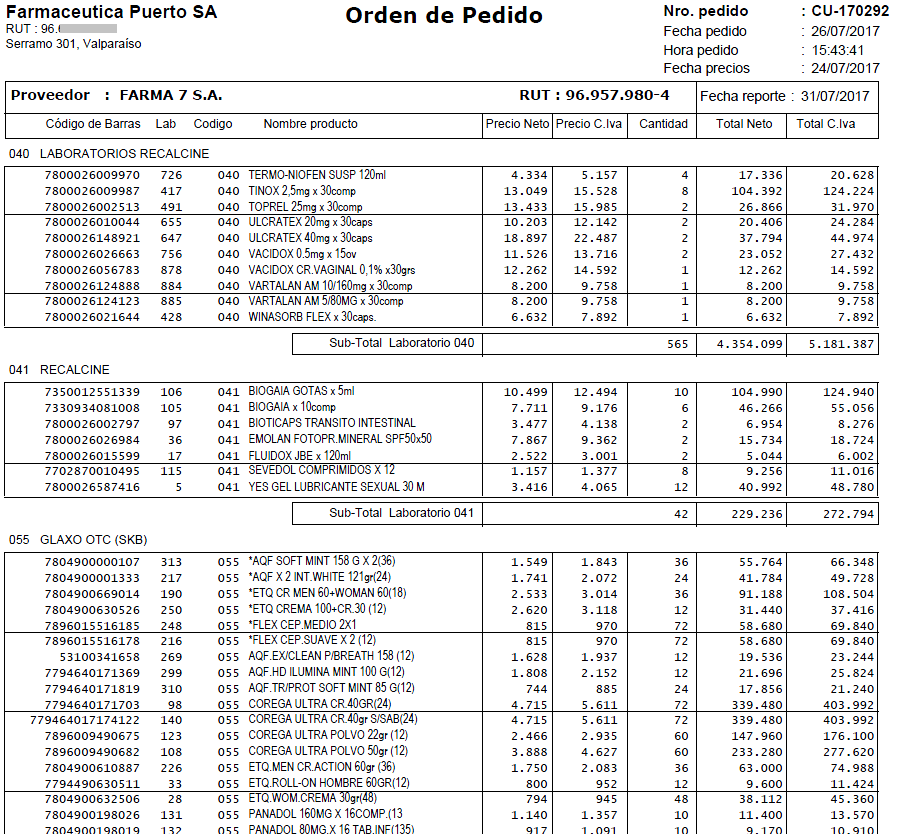 Farmaceutica Puerto SA Orden de Pedido Nro. pedido : CU-170292
RUT : 96. Fecha pedido : 26/07/2017
Serramo 301, Valparaíso Hora pedido : 15:43:41
Fecha precios : 24/07/2017
Proveedor : FARMA 7 S.A. RUT : 96.957.980-4 Fecha reporte : 31/07/2017
Código de Barras Lab Codigo Nombre producto Precio Neto Precio C.Iva Cantidad Total Neto Total C.Iva
040 LABORATORIOS RECALCINE
7800026009970 726 040 TERMO-NIOFEN SUSP 120ml 4.334 5.157 4 17.336 20.628
7800026009987 417 040 TINOX 2,5mg x 30comp 13.049 15.528 8 104.392 124.224
7800026002513 491 040 TOPREL 25mg x 30comp 13.433 15.985 2 26.866 31.970
7800026010044 655 040 ULCRATEX 20mg x 30caps 10.203 12.142 2 20.406 24.284
7800026148921 647 040 ULCRATEX 40mg x 30caps 18.897 22.487 2 37.794 44.974
7800026026663 756 040 VACIDOX 0.5mg x 15ov 11.526 13.716 2 23.052 27.432
7800026056783 878 040 VACIDOX CR.VAGINAL 0,1% x30grs 12.262 14.592 1 12.262 14.592
7800026124888 884 040 VARTALAN AM 10/160mg x 30comp 8.200 9.758 1 8.200 9.758
7800026124123 885 040 VARTALAN AM 5/80MG x 30comp 8.200 9.758 1 8.200 9.758
7800026021644 428 040 WINASORB FLEX x 30caps. 6.632 7.892 1 6.632 7.892
Sub-Total Laboratorio 040 565 4.354.099 5.181.387
041 RECALCINE
7350012551339 106 041 BIOGAIA GOTAS x 5ml 10.499 12.494 10 104.990 124.940
7330934081008 105 041 BIOGAIA x 10comp 7.711 9.176 6 46.266 55.056
7800026002797 97 041 BIOTICAPS TRANSITO INTESTINAL 3.477 4.138 2 6.954 8.276
7800026026984 36 041 EMOLAN FOTOPR.MINERAL SPF50x50 7.867 9.362 2 15.734 18.724
7800026015599 17 041 FLUIDOX JBE x 120ml 2.522 3.001 2 5.044 6.002
7702870010495 115 041 SEVEDOL COMPRIMIDOS X 12 1.157 1.377 8 9.256 11.016
7800026587416 5 041 YES GEL LUBRICANTE SEXUAL 30 M 3.416 4.065 12 40.992 48.780
Sub-Total Laboratorio 041 42 229.236 272.794
055 GLAXO OTC (SKB)
7804900000107 313 055 *AQF SOFT MINT 158 G X 2(36) 1.549 1.843 36 55.764 66.348
7804900001333 217 055 *AQF X 2 INT.WHITE 121gr(24) 1.741 2.072 24 41.784 49.728
7804900669014 190 055 *ETQ CR MEN 60+WOMAN 60(18) 2.533 3.014 36 91.188 108.504
7804900630526 250 055 *ETQ CREMA 100+CR.30 (12) 2.620 3.118 12 31.440 37.416
7896015516185 248 055 *FLEX CEP.MEDIO 2X1 815 970 72 58.680 69.840
7896015516178 216 055 *FLEX CEP.SUAVE X 2 (12) 815 970 72 58.680 69.840
53100341658 269 055 AQF.EX/CLEAN P/BREATH 158 (12) 1.628 1.937 12 19.536 23.244
7794640171369 299 055 AQF.HD ILUMINA MINT 100 G(12) 1.808 2.152 12 21.696 25.824
7794640171819 310 055 AQF.TR/PROT SOFT MINT 85 G(12) 744 885 24 17.856 21.240
7794640171703 98 055 COREGA ULTRA CR.40GR(24) 4.715 5.611 72 339.480 403.992
77946401717​4122 140 055 COREGA ULTRA CR.40gr S/SAB(24) 4.715 5.611 72 339.480 403.992
7896009490675 123 055 COREGA ULTRA POLVO 22gr (12) 2.466 2.935 60 147.960 176.100
7896009490682 108 055 COREGA ULTRA POLVO 50gr (12) 3.888 4.627 60 233.280 277.620
7804900610887 226 055 ETQ.MEN CR.ACTION 60gr (36) 1.750 2.083 36 63.000 74.988
7794490630511 33 055 ETQ.ROLL-ON HOMBRE 60GR(12) 800 952 12 9.600 11.424
7804900632506 28 055 ETQ.WOM.CREMA 30gr(48) 794 945 48 38.112 45.360
7804900198026 131 055 PANADOL 160MG X 16COMP.(13 1.140 1.357 10 11.400 13.570
7804900198019 132 055 PANADOL 80MG.X 16 TAB.INF(135) 917 1.091 10 9.170 10.910